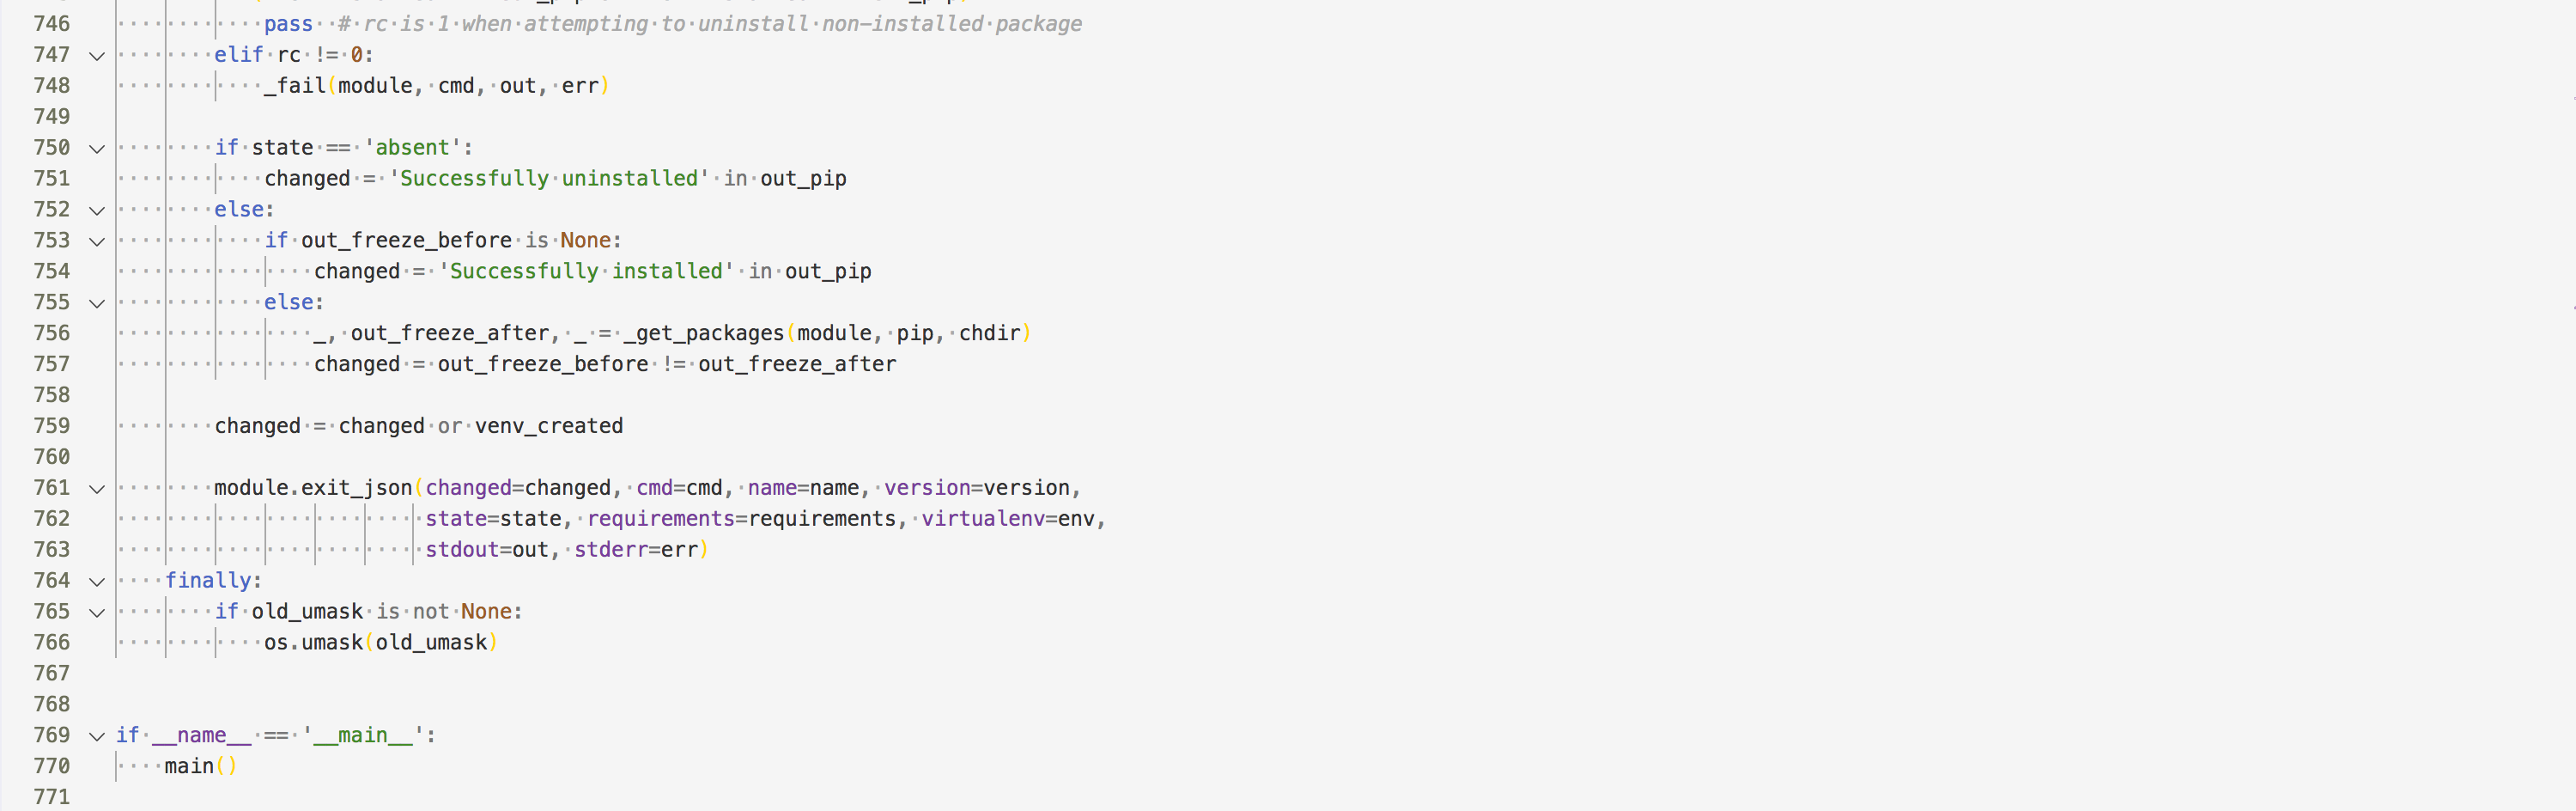 746 pass # rc is 1 when attempting to uninstall non-installed package
747 elif rc != 0:
748 _fail(module, cmd, out, err)
749
750 if state == 'absent':
751 changed = 'Successfully uninstalled' in out_pip
752 else:
753 if out_freeze_before is None:
754 changed = 'Successfully installed' in out_pip
755 else:
756 _, out_freeze_after, _ = _get_packages(module, pip, chdir)
757 changed = out_freeze_before != out_freeze_after
758
759 changed = changed or venv_created
760
761 module.exit_json(changed=changed, cmd=cmd, name=name, version=version,
762 state=state, requirements=requirements, virtualenv=env,
763 stdout=out, stderr=err)
764 finally:
765 if old_umask is not None:
766 os.umask(old_umask)
767
768
769 if __name__ == '__main__':
770 main()
771